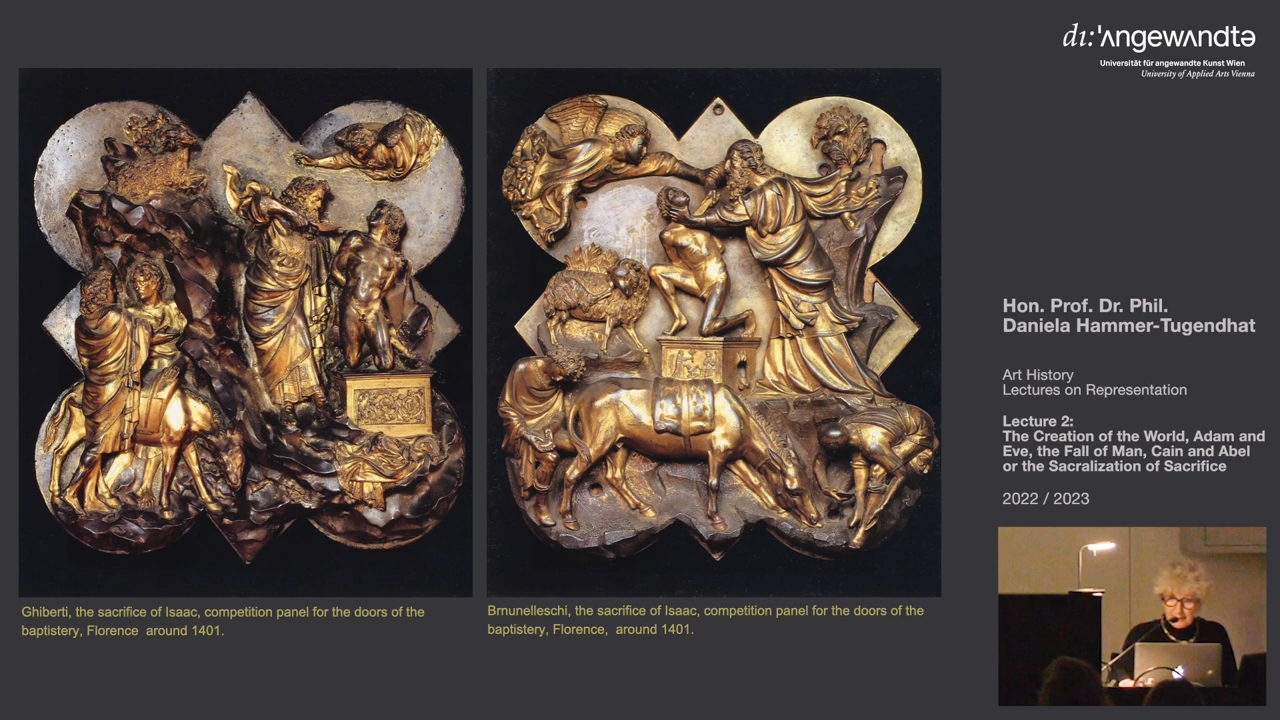 dı:ˈʌngewʌndtə
Universität für angewandte Kunst Wien
University of Applied Arts Vienna
Hon. Prof. Dr. Phil.
Daniela Hammer-Tugendhat
Art History
Lectures on Representation
Lecture 2:
The Creation of the World, Adam and
Eve, the Fall of Man, Cain and Abel
or the Sacralization of Sacrifice
2022 / 2023
Ghiberti, the sacrifice of Isaac, competition panel for the doors of the
baptistery, Florence around 1401.
Brnunelleschi, the sacrifice of Isaac, competition panel for the doors of the
baptistery, Florence, around 1401.